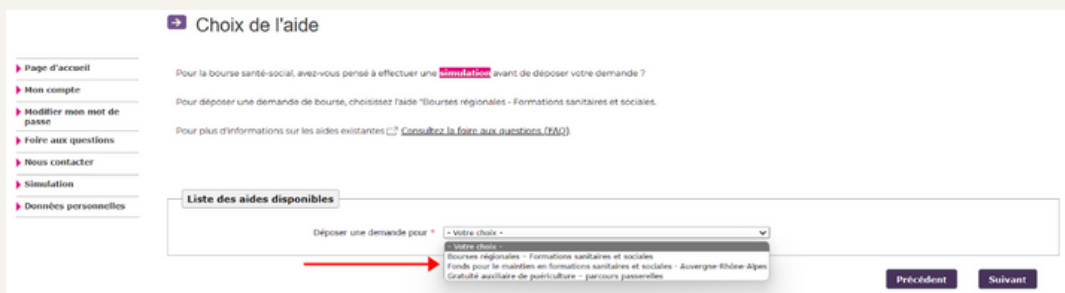 Choix de l'aide
Page d'accueil
Mon compte
Modifier mon mot de
passe
Foire aux questions
Nous contacter
Simulation
Données personnelles
Pour la bourse santé-social, avez-vous pensé à effectuer une simulation avant de déposer votre demande ?
Pour déposer une demande de bourse, choisissez l'aide "Bourses régionales - Formations sanitaires et sociales.
Pour plus d'informations sur les aides existantes Consultez la foire aux questions (FAQ).
Liste des aides disponibles
Déposer une demande pour * - Votre choix -
- Votre choix -
Bourses régionales - Formations sanitaires et sociales
Fonds pour le maintien en formations sanitaires et sociales - Auvergne-Rhône-Alpes
Gratuité auxiliaire de puériculture - parcours passerelles
Précédent Suivant